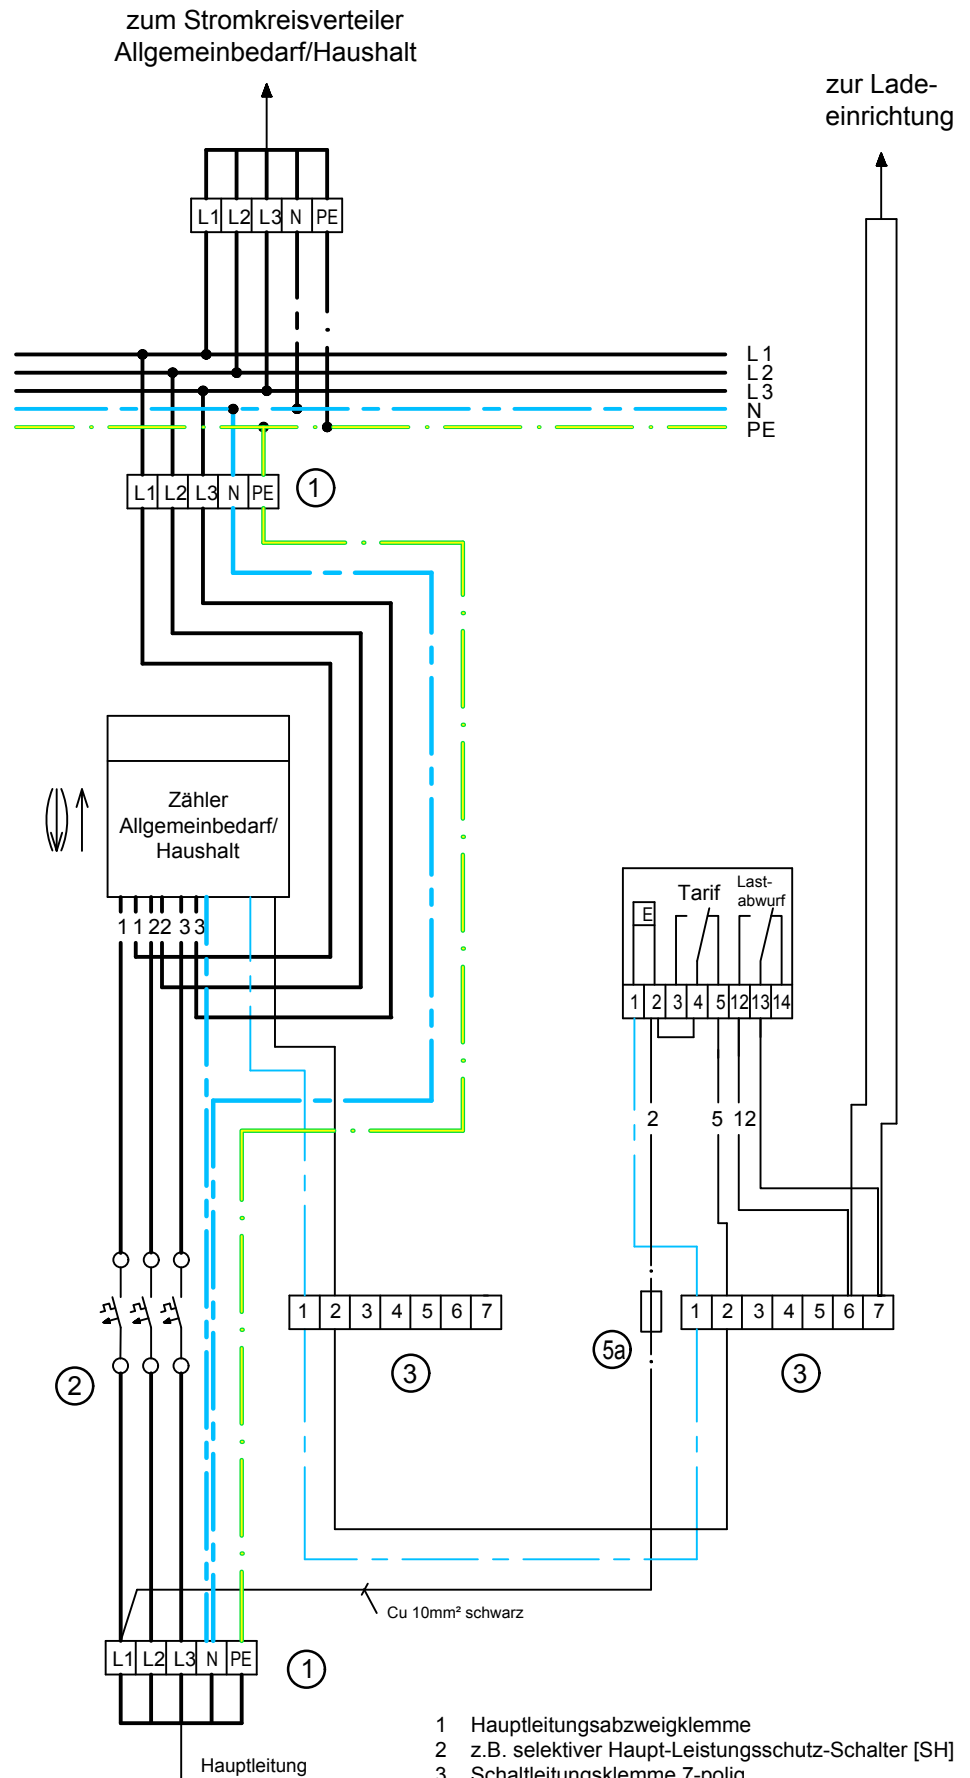 zum Stromkreisverteiler
Allgemeinbedarf/Haushalt
zur Lade-
einrichtung
L1 L2 L3 N PE
L1
L2
L3
N
PE
L1 L2 L3 N PE
1
Zähler
Allgemeinbedarf/
Haushalt
1 1 2 2 3 3
E
Tarif
Last-
abwurf
1 2 3 4 5 12 13 14
2 5 12
1 2 3 4 5 6 7
1 2 3 4 5 6 7
5a
2
3
3
Cu 10mm² schwarz
L1 L2 L3 N PE
1
Hauptleitung
1 Hauptleitungsabzweigklemme
2 z.B. selektiver Haupt-Leistungsschutz-Schalter [SH]
3 Schaltleitungsklemme 7-polig